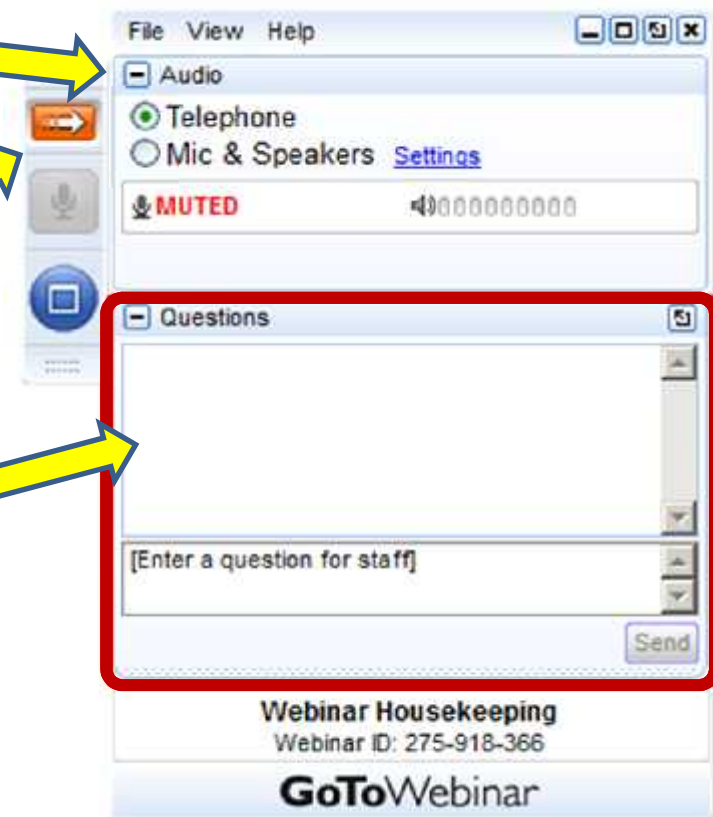 File View Help
Audio
Telephone
Mic & Speakers Settings
MUTED
Questions
[Enter a question for staff]
Send
Webinar Housekeeping
Webinar ID: 275-918-366
GoToWebinar